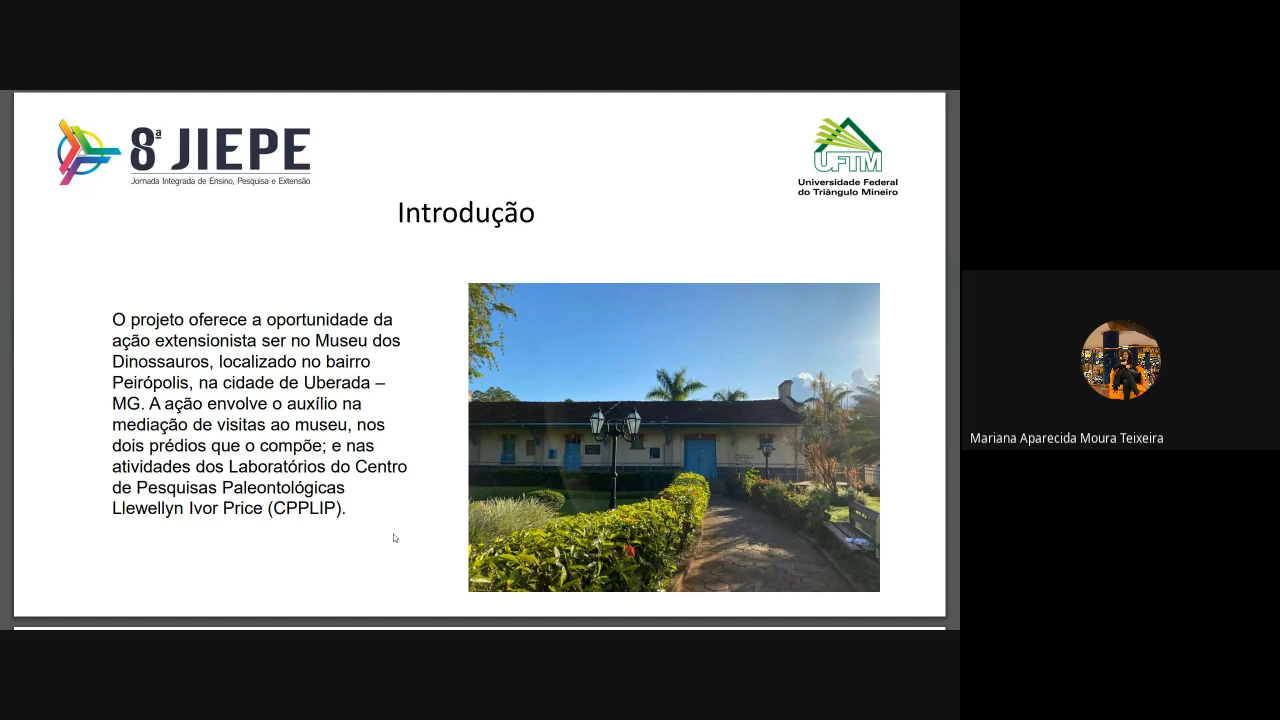 8ª JIEPE
Jornada Integrada de Ensino, Pesquisa e Extensão
UFTM
Universidade Federal
do Triângulo Mineiro
Introdução
O projeto oferece a oportunidade da
ação extensionista ser no Museu dos
Dinossauros, localizado no bairro
Peirópolis, na cidade de Uberada –
MG. A ação envolve o auxílio na
mediação de visitas ao museu, nos
dois prédios que o compõe; e nas
atividades dos Laboratórios do Centro
de Pesquisas Paleontológicas
Llewellyn Ivor Price (CPPLIP).
Mariana Aparecida Moura Teixeira